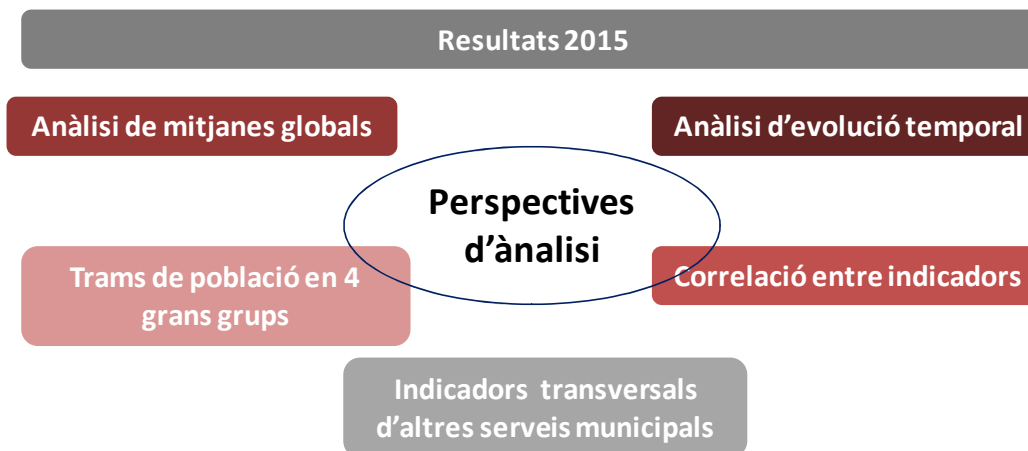 Resultats 2015
Anàlisi de mitjanes globals
Anàlisi d'evolució temporal
Perspectives
d'ànalisi
Trams de població en 4
grans grups
Correlació entre indicadors
Indicadors transversals
d'altres serveis municipals